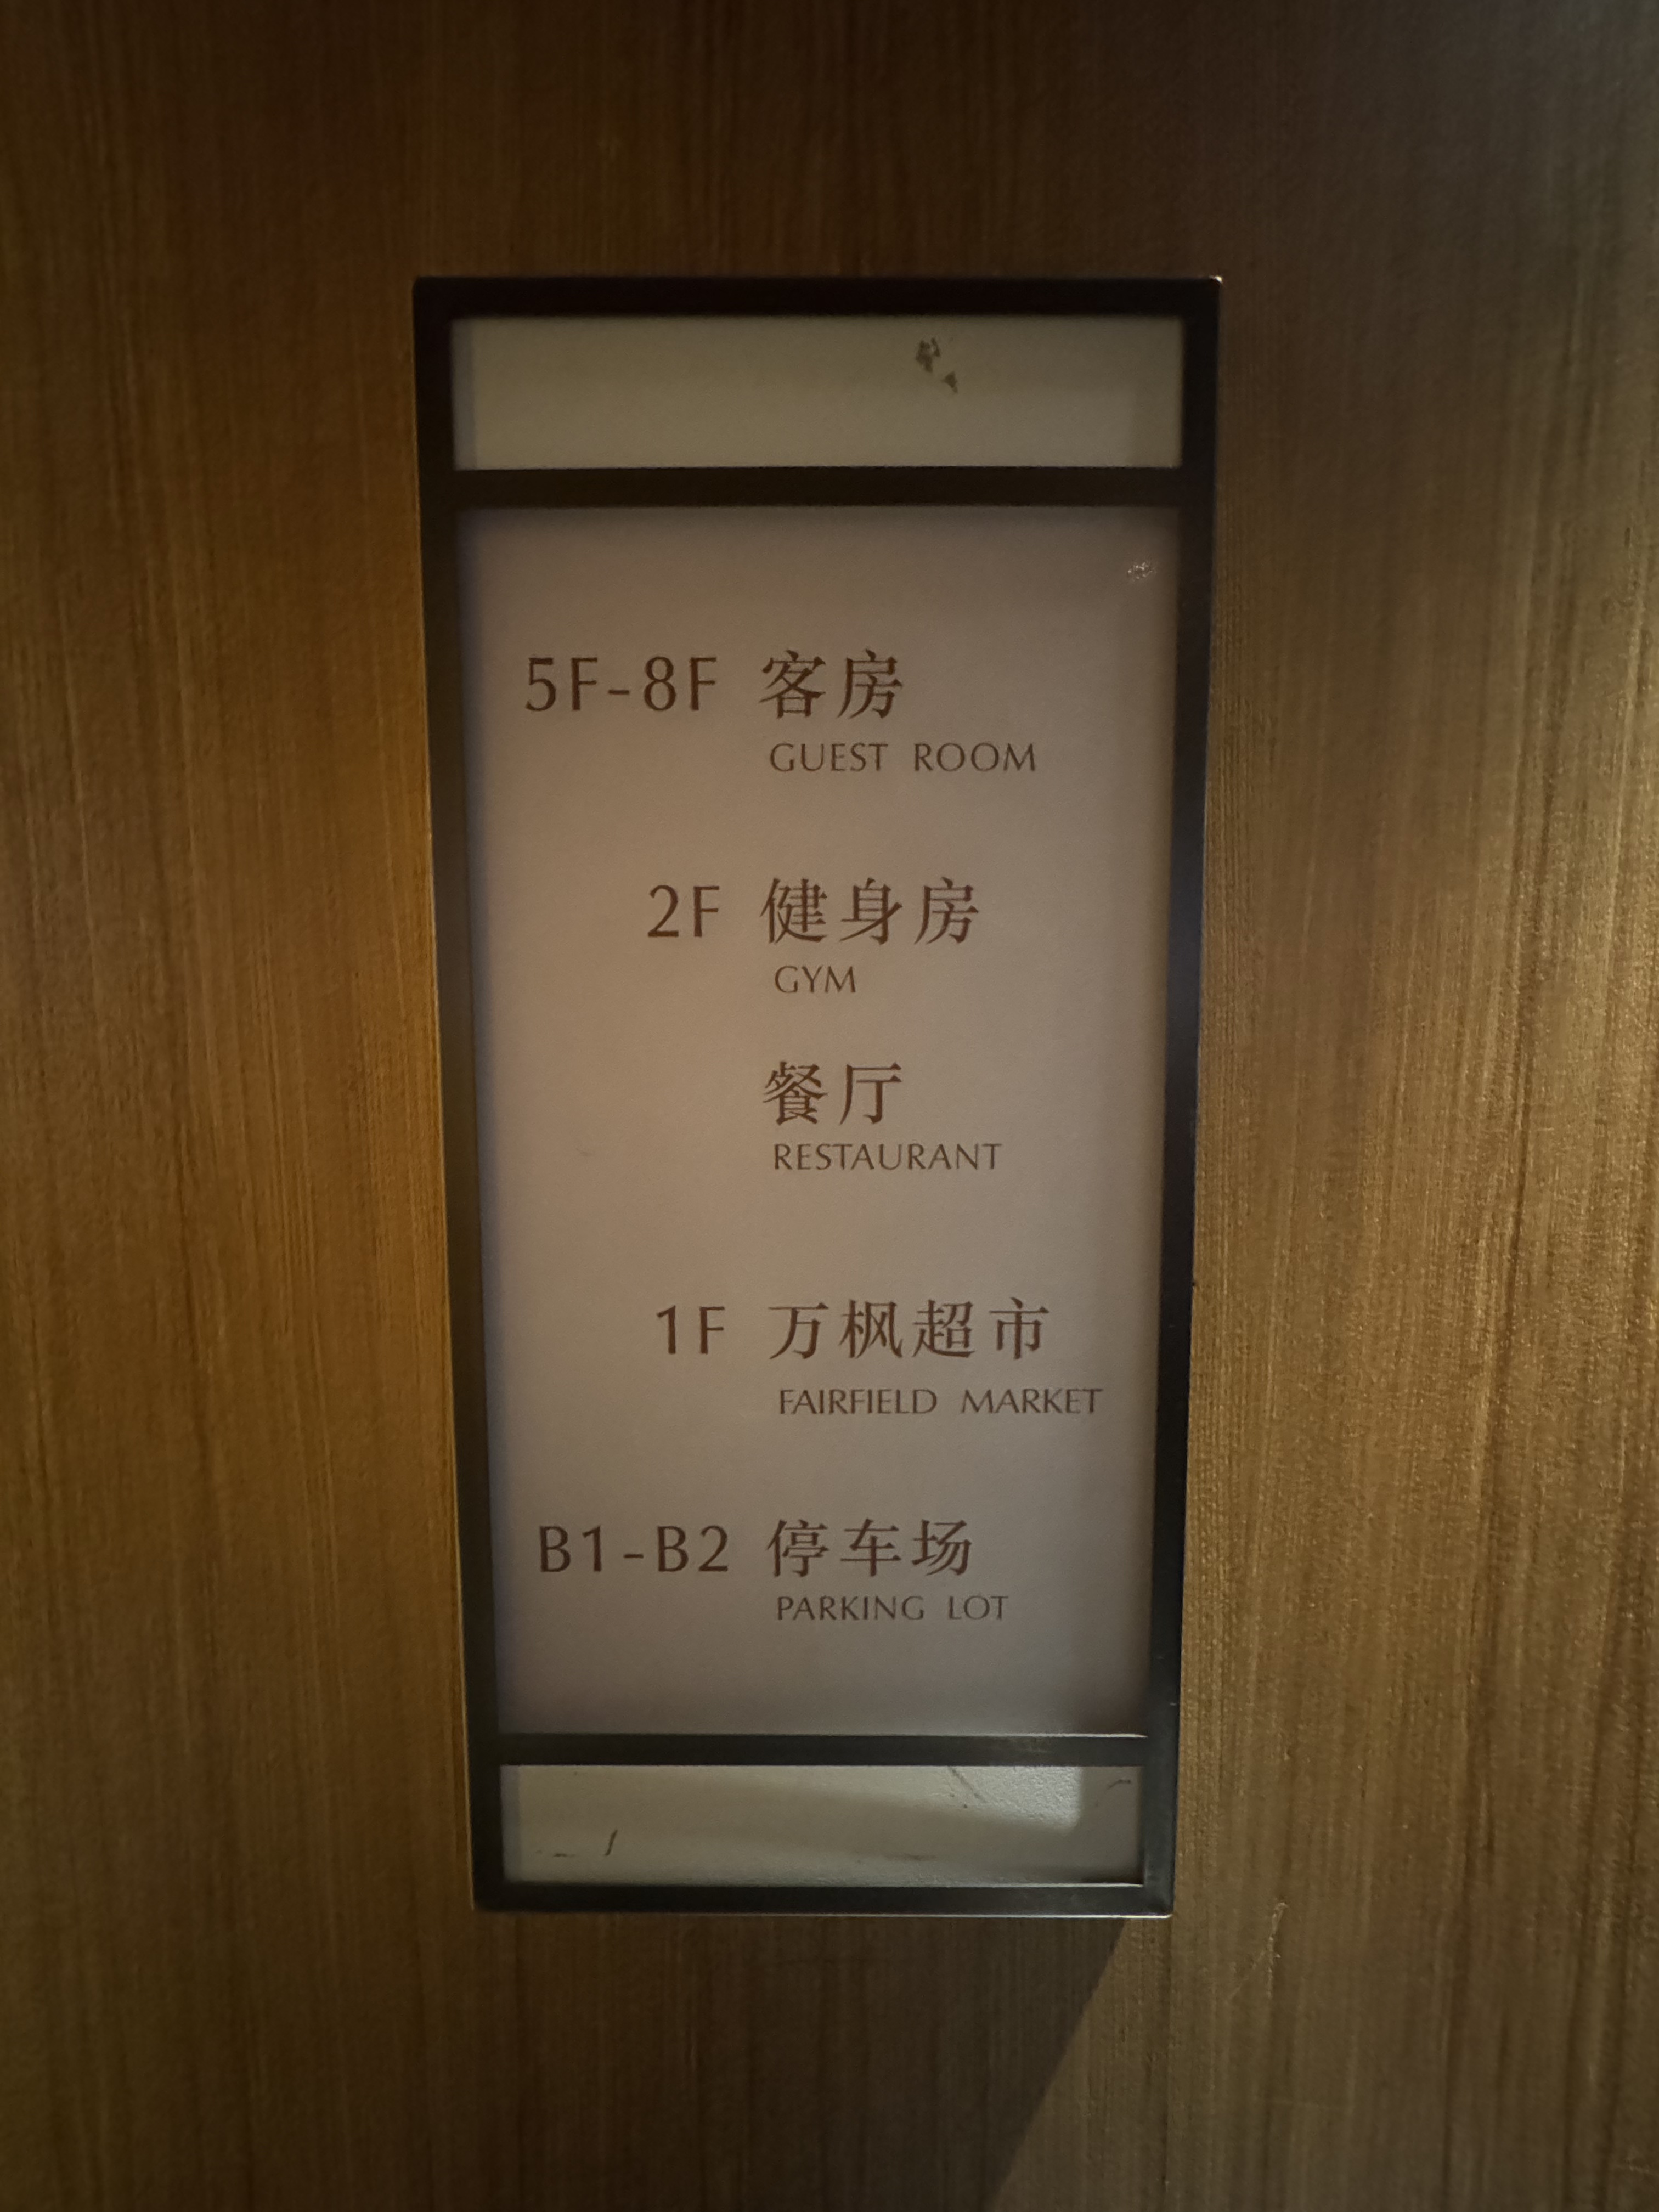 5F-8F 客房
GUEST ROOM
2F 健身房
GYM
餐厅
RESTAURANT
1F 万枫超市
FAIRFIELD MARKET
B1-B2 停车场
PARKING LOT